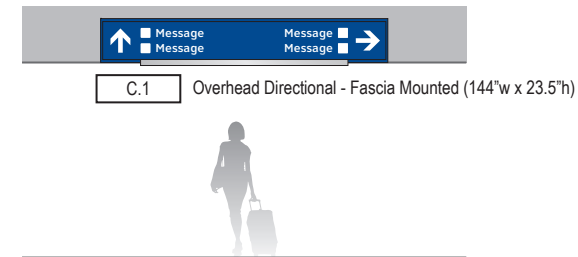 Message Message
Message Message
C.1 Overhead Directional - Fascia Mounted (144”w x 23.5”h)